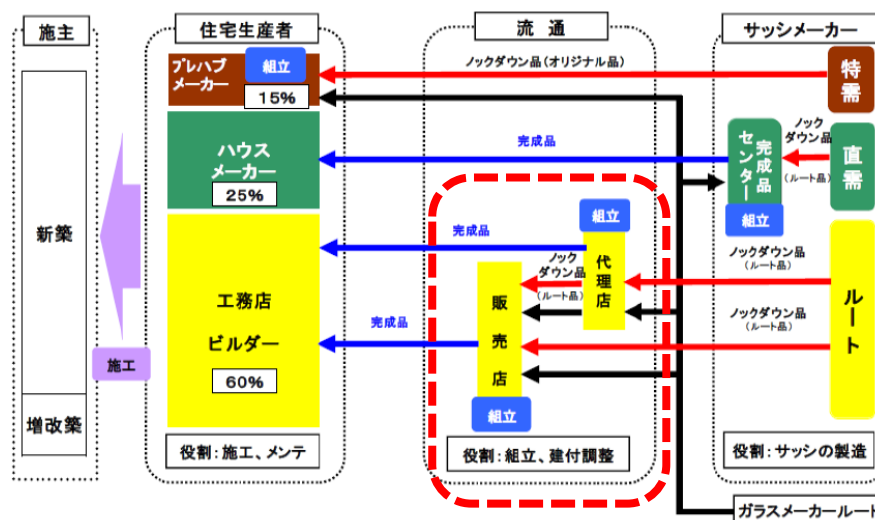 施主
新築
増改築
施工
住宅生産者
プレハブ
メーカー
組立
15%
ハウス
メーカー
25%
工務店
ビルダー
60%
役割:施工、メンテ
流 通
ノックダウン品(オリジナル品)
完成品
完成品
完成品
組立
代理店
ノック
ダウン品
(ルート品)
販売店
組立
役割:組立、建付調整
サッシメーカー
特需
ノック
ダウン品
(ルート品)
完成品
センター
組立
直需
ノックダウン品
(ルート品)
ノックダウン品
(ルート品)
ルート
役割:サッシの製造
ガラスメーカールート